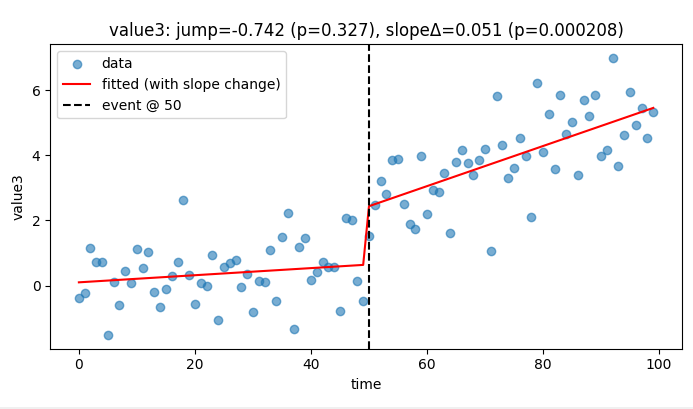 value3: jump=-0.742 (p=0.327), slopeΔ=0.051 (p=0.000208)
data
fitted (with slope change)
event @ 50
6
4
2
0
value3
0 20 40 60 80 100
time